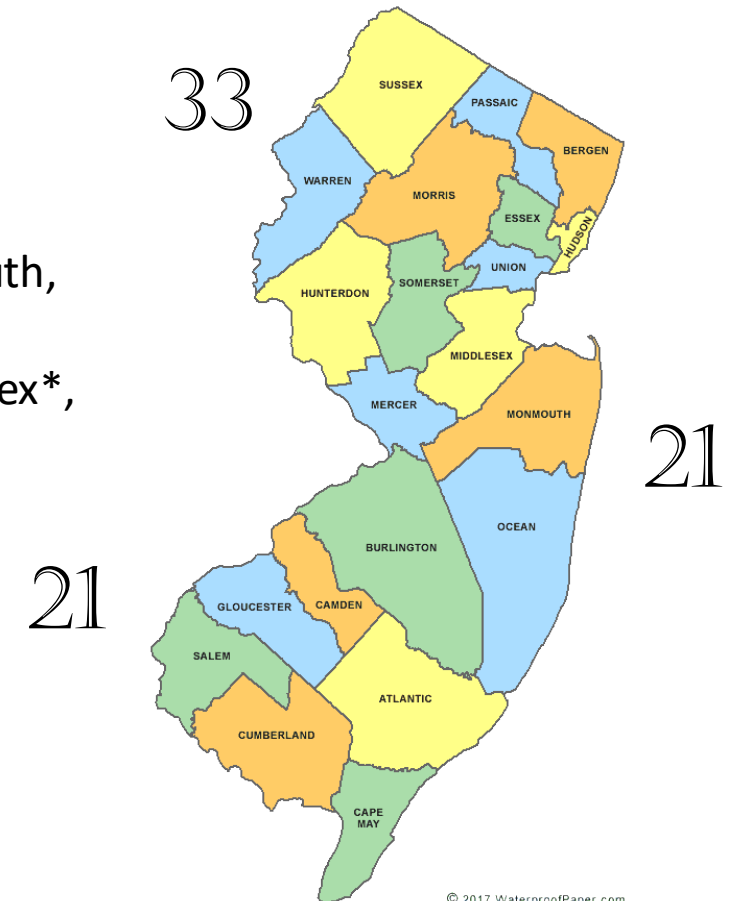 SUSSEX
33
PASSAIC
BERGEN
WARREN
MORRIS
ESSEX
HUDSON
uth,
UNION
SOMERSET
HUNTERDON
MIDDLESEX
ex*,
MERCER
MONMOUTH
21
OCEAN
BURLINGTON
21
GLOUCESTER
CAMDEN
SALEM
ATLANTIC
CUMBERLAND
CAPE
MAY
© 2017 WaterproofPaper.com